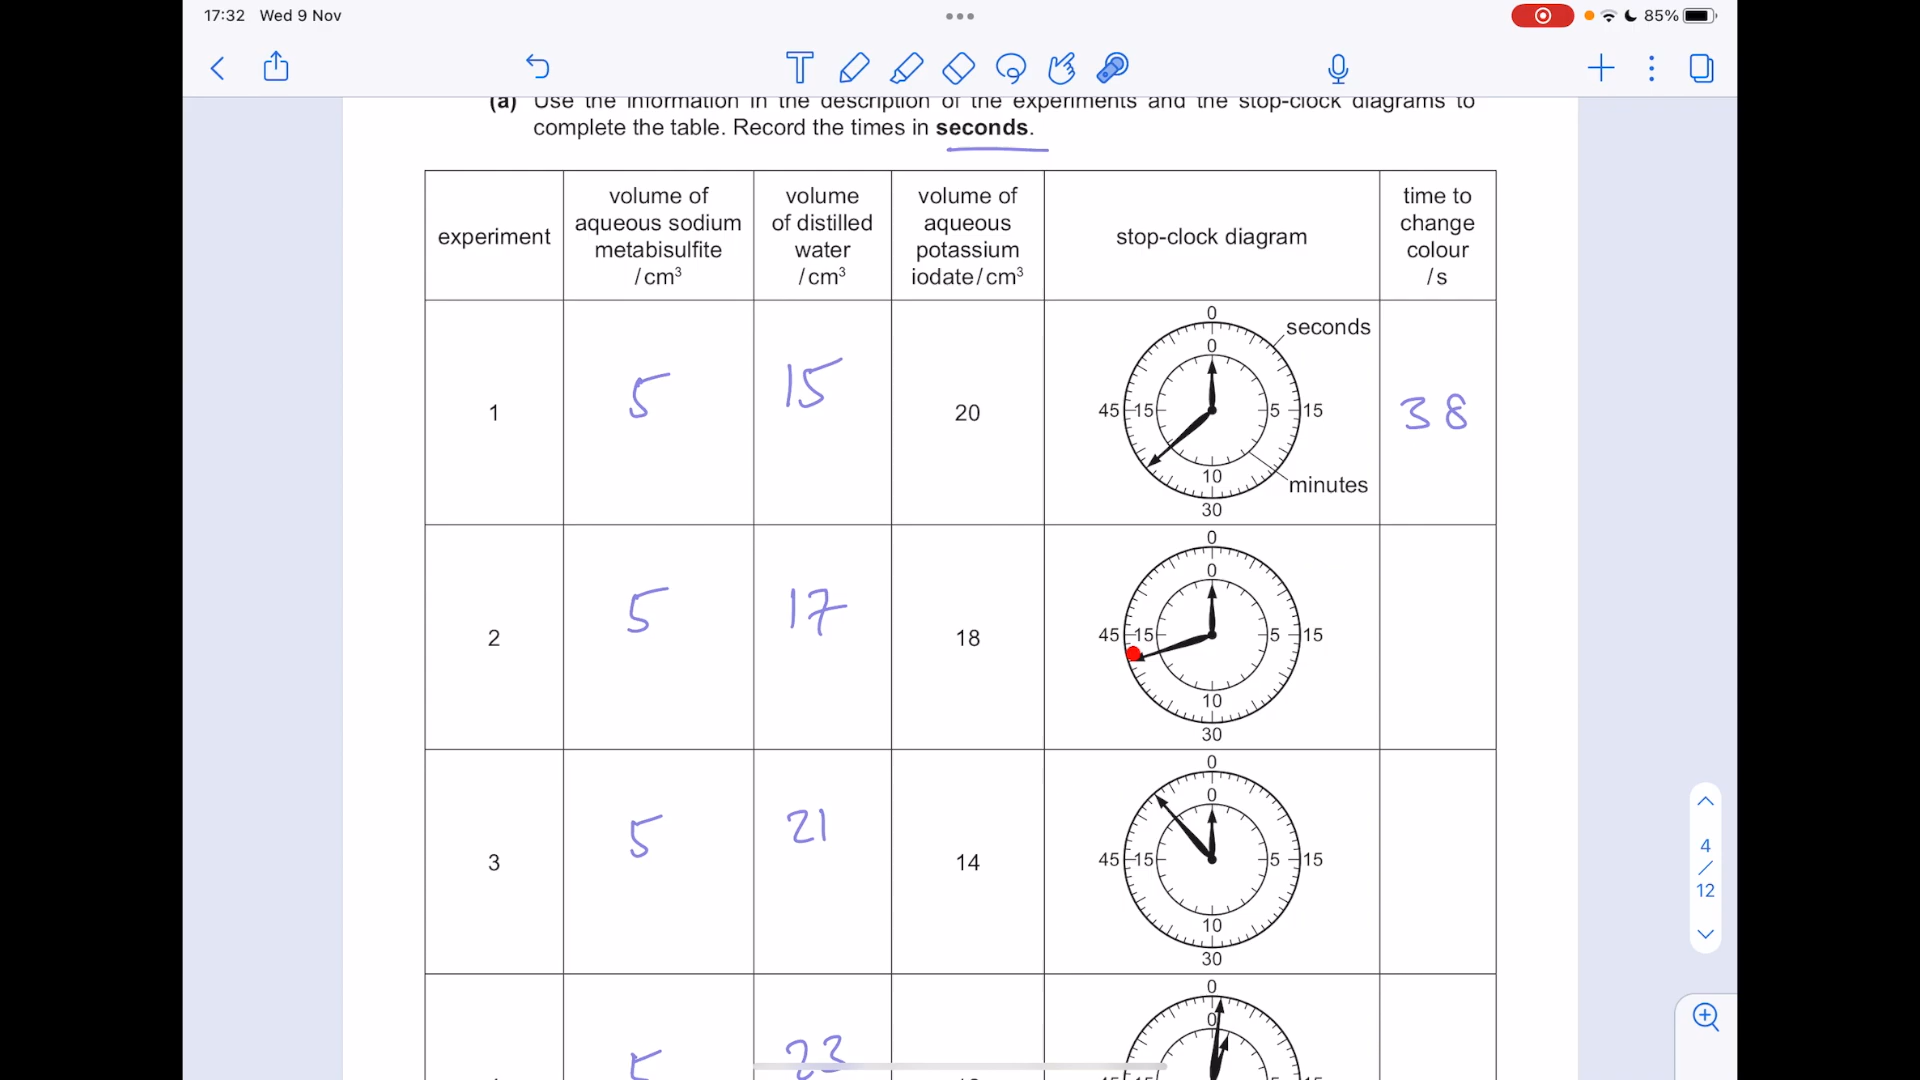 17:32 Wed 9 Nov
85%
(a) Use the information in the description of the experiments and the stop-clock diagrams to
complete the table. Record the times in seconds.
experiment
volume of
aqueous sodium
metabisulfite
/cm³
volume
of distilled
water
/cm³
volume of
aqueous
potassium
iodate/cm³
stop-clock diagram
time to
change
colour
/s
1
5
15
20
0
seconds
0
45 15 5 15
10
minutes
30
38
2
5
17
18
0
0
45 15 5 15
10
30
3
5
21
14
0
0
45 15 5 15
10
30
5
23
0
0
4
/
12
T